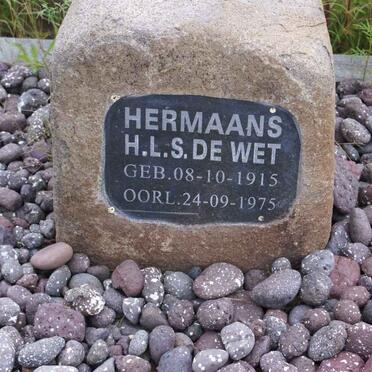 HERMAANS
H.L.S. DE WET
GEB. 08-10-1915
OORL. 24-09-1975